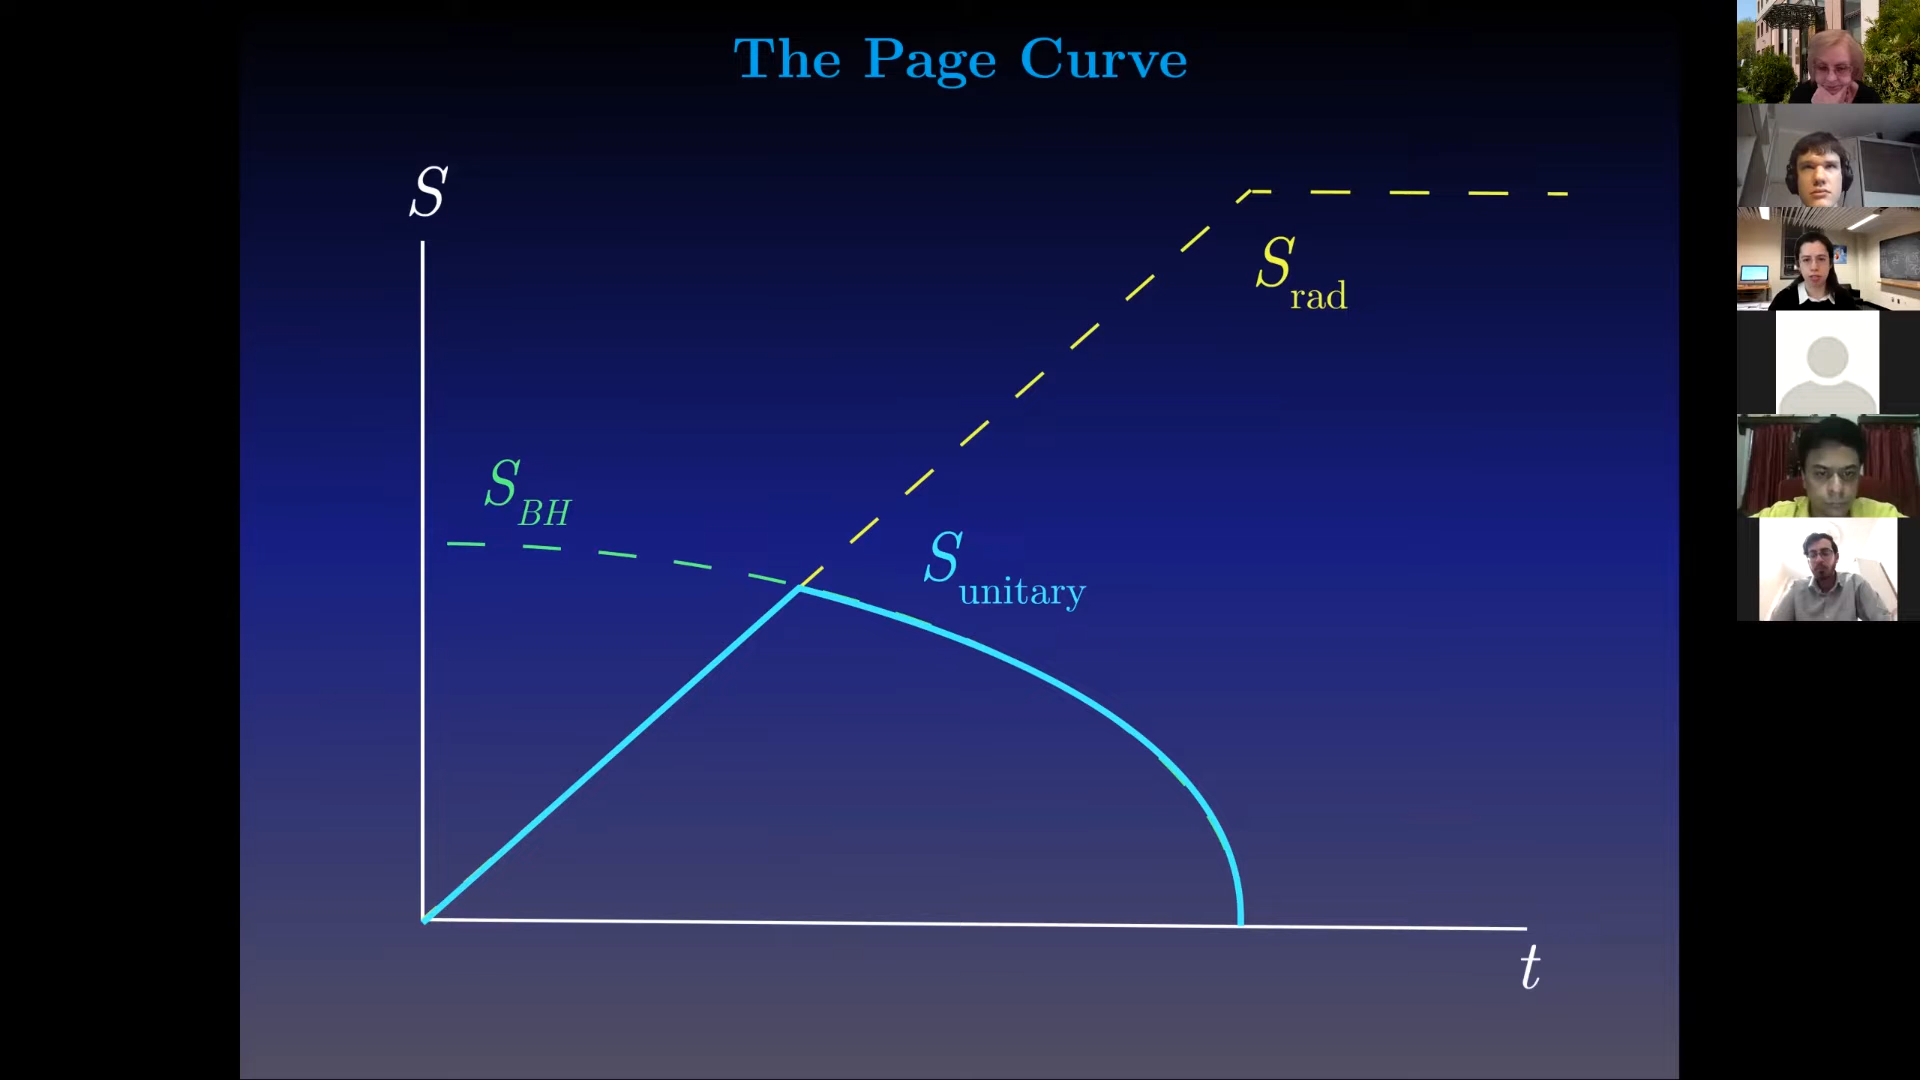 The Page Curve
S
S_rad
S_BH
S_unitary
t